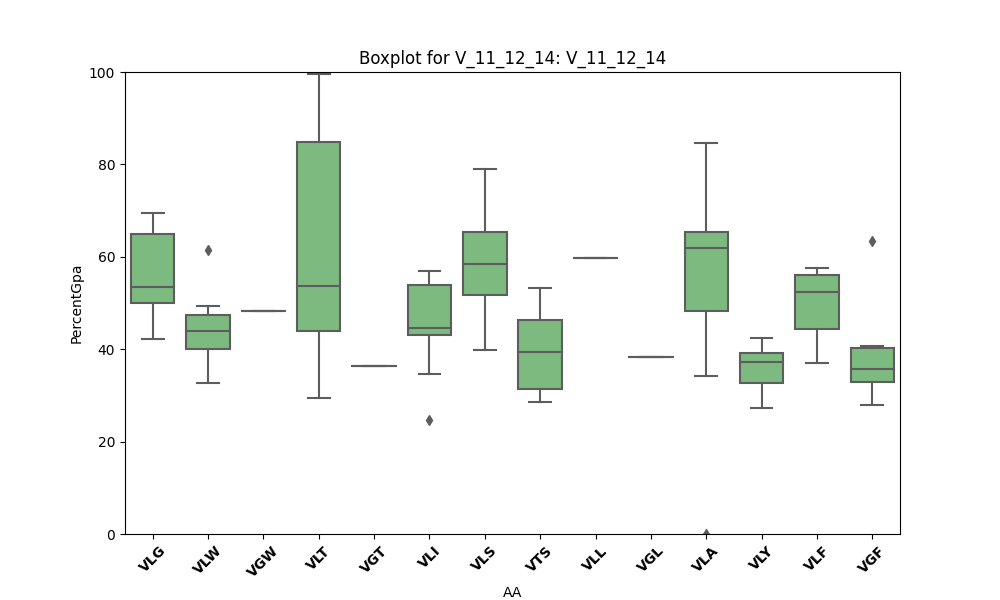 Boxplot for V_11_12_14: V_11_12_14
PercentGpa
100
80
60
40
20
0
VLG VLW VGW VLT VGT VLI VLS VTS VLL VGL VLA VLY VLF VGF
AA